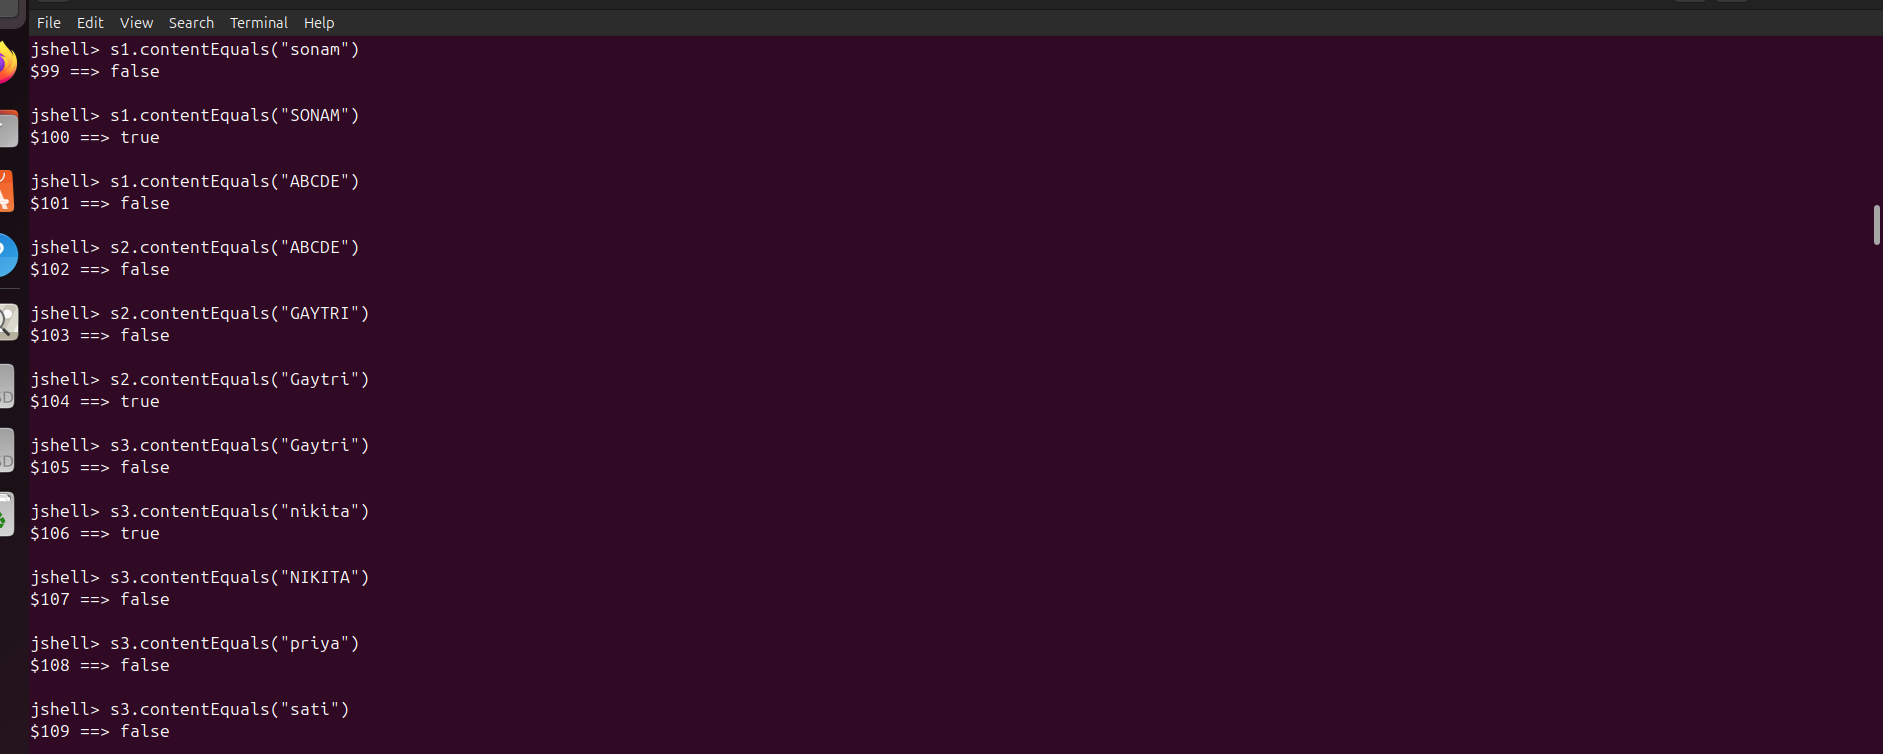 File Edit View Search Terminal Help
jshell> s1.contentEquals("sonam")
$99 ==> false
jshell> s1.contentEquals("SONAM")
$100 ==> true
jshell> s1.contentEquals("ABCDE")
$101 ==> false
jshell> s2.contentEquals("ABCDE")
$102 ==> false
jshell> s2.contentEquals("GAYTRI")
$103 ==> false
jshell> s2.contentEquals("Gaytri")
$104 ==> true
jshell> s3.contentEquals("Gaytri")
$105 ==> false
jshell> s3.contentEquals("nikita")
$106 ==> true
jshell> s3.contentEquals("NIKITA")
$107 ==> false
jshell> s3.contentEquals("priya")
$108 ==> false
jshell> s3.contentEquals("sati")
$109 ==> false